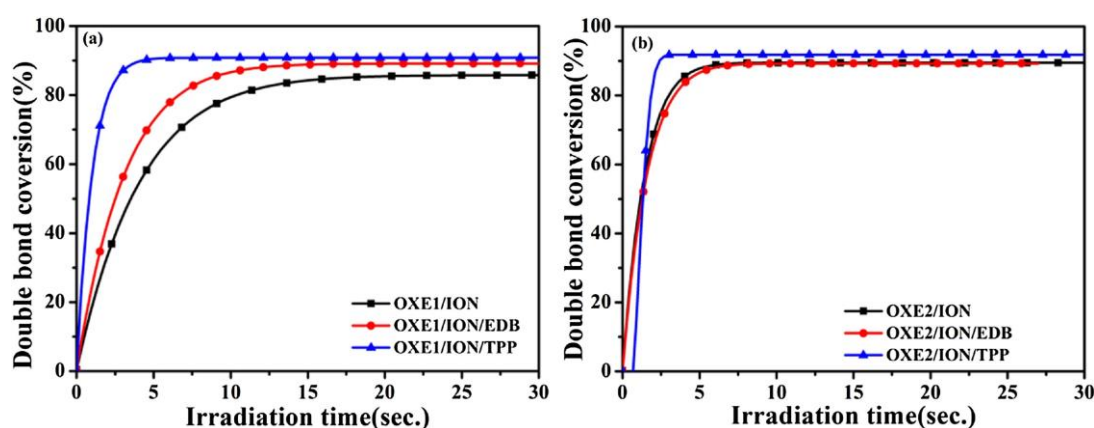 (a)
Double bond coversion(%)
100
80
60
40
20
0
OXE1/ION
OXE1/ION/EDB
OXE1/ION/TPP
0 5 10 15 20 25 30
Irradiation time(sec.)
(b)
Double bond conversion(%)
100
80
60
40
20
0
OXE2/ION
OXE2/ION/EDB
OXE2/ION/TPP
0 5 10 15 20 25 30
Irradiation time(sec.)